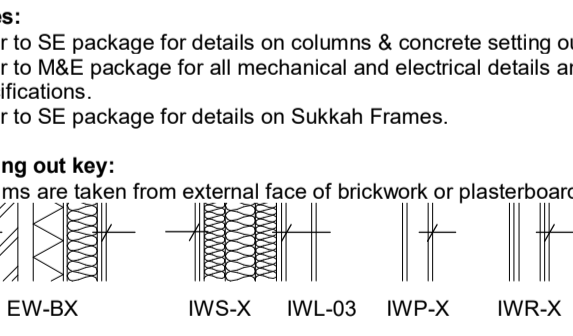 es:
r to SE package for details on columns & concrete setting ou
r to M&E package for all mechanical and electrical details an
ifications.
r to SE package for details on Sukkah Frames.
ng out key:
ms are taken from external face of brickwork or plasterboard
EW-BX IWS-X IWL-03 IWP-X IWR-X